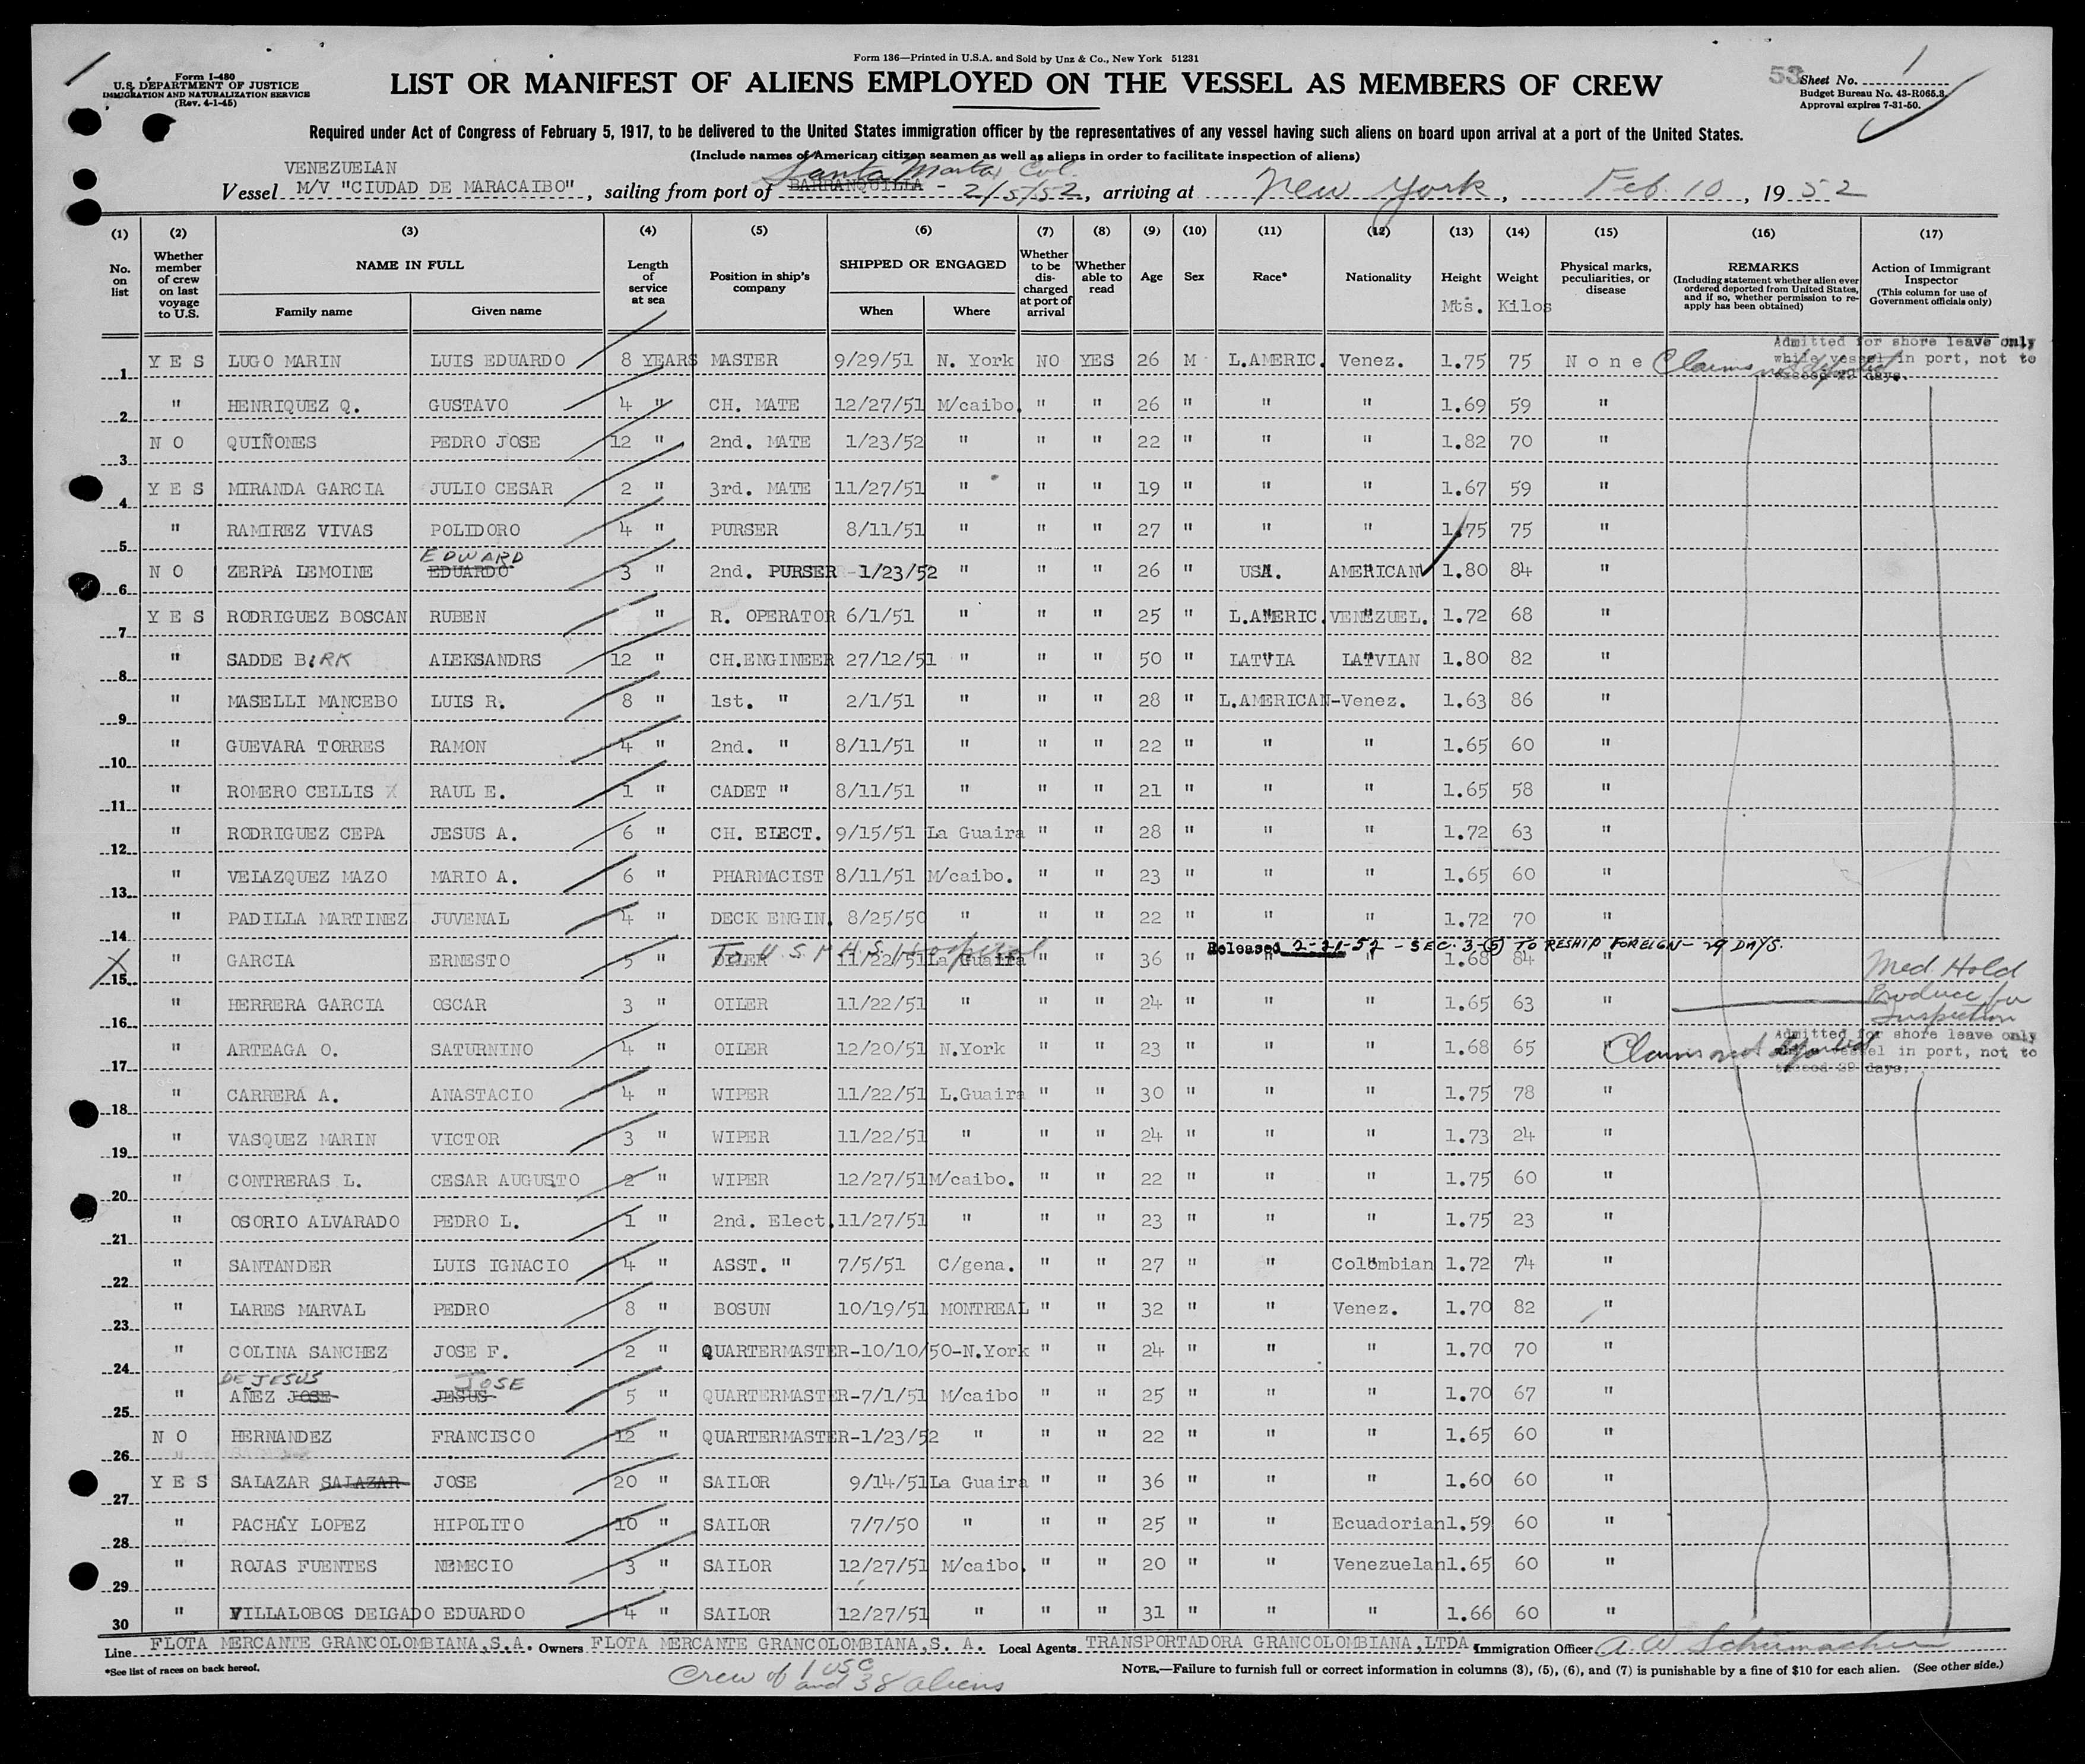 Form 136—Printed in U.S.A. and Sold by Unz & Co., New York 51231
Form I-480
U.S. DEPARTMENT OF JUSTICE
IMMIGRATION AND NATURALIZATION SERVICE
(Rev. 4-1-45)
LIST OR MANIFEST OF ALIENS EMPLOYED ON THE VESSEL AS MEMBERS OF CREW
53 Sheet No. 1
Budget Bureau No. 43-R065.3.
Approval expires 7-31-50.
Required under Act of Congress of February 5, 1917, to be delivered to the United States immigration officer by the representatives of any vessel having such aliens on board upon arrival at a port of the United States.
(Include names of American citizen seamen as well as aliens in order to facilitate inspection of aliens)
VENEZUELAN
Santa Marta, Col.
Vessel M/V "CIUDAD DE MARACAIBO", sailing from port of BARRANQUILLA - 2/5/52, arriving at New York, Feb. 10, 1952
(1) (2) (3) (4) (5) (6) (7) (8) (9) (10) (11) (12) (13) (14) (15) (16) (17)
No. on list
Whether member of crew on last voyage to U.S.
NAME IN FULL
Family name Given name
Length of service at sea
Position in ship's company
SHIPPED OR ENGAGED
When Where
Whether to be discharged at port of arrival
Whether able to read
Age
Sex
Race*
Nationality
Height Mts.
Weight Kilos
Physical marks, peculiarities, or disease
REMARKS
(Including statement whether alien ever ordered deported from United States, and if so, whether permission to re-apply has been obtained)
Action of Immigrant Inspector
(This column for use of Government officials only)
1 YES LUGO MARIN LUIS EDUARDO 8 YEARS MASTER 9/29/51 N. York NO YES 26 M L.AMERIC. Venez. 1.75 75 None Claims not deported
Admitted for shore leave only
while vessel in port, not to
exceed 29 days.
2 " HENRIQUEZ Q. GUSTAVO 4 " CH. MATE 12/27/51 M/caibo. " " 26 " " " 1.69 59 "
3 NO QUIÑONES PEDRO JOSE 12 " 2nd. MATE 1/23/52 " " " 22 " " " 1.82 70 "
4 YES MIRANDA GARCIA JULIO CESAR 2 " 3rd. MATE 11/27/51 " " " 19 " " " 1.67 59 "
5 " RAMIREZ VIVAS POLIDORO 4 " PURSER 8/11/51 " " " 27 " " " 1.75 75 "
EDWARD
6 NO ZERPA LEMOINE EDUARDO 3 " 2nd. PURSER -1/23/52 " " " 26 " USA. AMERICAN 1.80 84 "
7 YES RODRIGUEZ BOSCAN RUBEN " R. OPERATOR 6/1/51 " " " 25 " L.AMERIC. VENEZUEL. 1.72 68 "
8 " SADDE BIRK ALEKSANDRS 12 " CH.ENGINEER 27/12/51 " " " 50 " LATVIA LATVIAN 1.80 82 "
9 " MASELLI MANCEBO LUIS R. 8 " 1st. " 2/1/51 " " " 28 " L.AMERICAN-Venez. 1.63 86 "
10 " GUEVARA TORRES RAMON 4 " 2nd. " 8/11/51 " " " 22 " " " 1.65 60 "
11 " ROMERO CELLIS RAUL E. 1 " CADET " 8/11/51 " " " 21 " " " 1.65 58 "
12 " RODRIGUEZ CEPA JESUS A. 6 " CH. ELECT. 9/15/51 La Guaira " " 28 " " " 1.72 63 "
13 " VELAZQUEZ MAZO MARIO A. 6 " PHARMACIST 8/11/51 M/caibo. " " 23 " " " 1.65 60 "
14 " PADILLA MARTINEZ JUVENAL 4 " DECK ENGIN. 8/25/50 " " " 22 " " " 1.72 70 "
To U.S.M.H.S. Hospital
Released 2-21-52 - SEC. 3-(5) TO RESHIP FOREIGN- 29 DAYS.
15 " GARCIA ERNESTO 5 " OILER 11/22/51 La Guaira " " 36 " " " 1.68 84 "
Med. Hold
Produce for
Inspection
16 " HERRERA GARCIA OSCAR 3 " OILER 11/22/51 " " " 24 " " " 1.65 63 "
17 " ARTEAGA O. SATURNINO 4 " OILER 12/20/51 N.York " " 23 " " " 1.68 65 " Claims not deported
Admitted for shore leave only
while vessel in port, not to
exceed 29 days.
18 " CARRERA A. ANASTACIO 4 " WIPER 11/22/51 L.Guaira " " 30 " " " 1.75 78 "
19 " VASQUEZ MARIN VICTOR 3 " WIPER 11/22/51 " " " 24 " " " 1.73 24 "
20 " CONTRERAS L. CESAR AUGUSTO 2 " WIPER 12/27/51 M/caibo. " " 22 " " " 1.75 60 "
21 " OSORIO ALVARADO PEDRO L. 1 " 2nd. Elect. 11/27/51 " " " 23 " " " 1.75 23 "
22 " SANTANDER LUIS IGNACIO 4 " ASST. " 7/5/51 C/gena. " " 27 " " Colombian 1.72 74 "
23 " LARES MARVAL PEDRO 8 " BOSUN 10/19/51 MONTREAL " " 32 " " Venez. 1.70 82 "
24 " COLINA SANCHEZ JOSE F. 2 " QUARTERMASTER-10/10/50-N.York " " 24 " " " 1.70 70 "
DE JESUS JOSE
25 " AÑEZ JOSE JESUS 5 " QUARTERMASTER-7/1/51 M/caibo " " 25 " " " 1.70 67 "
26 NO HERNANDEZ FRANCISCO 12 " QUARTERMASTER-1/23/52 " " " 22 " " " 1.65 60 "
27 YES SALAZAR SALAZAR JOSE 20 " SAILOR 9/14/51 La Guaira " " 36 " " " 1.60 60 "
28 " PACHAY LOPEZ HIPOLITO 10 " SAILOR 7/7/50 " " " 25 " " Ecuadorian 1.59 60 "
29 " ROJAS FUENTES NEMECIO 3 " SAILOR 12/27/51 M/caibo. " " 20 " " Venezuelan 1.65 60 "
30 " VILLALOBOS DELGADO EDUARDO 4 " SAILOR 12/27/51 " " " 31 " " " 1.66 60 "
Line FLOTA MERCANTE GRANCOLOMBIANA,S.A. Owners FLOTA MERCANTE GRANCOLOMBIANA,S. A. Local Agents TRANSPORTADORA GRANCOLOMBIANA,LTDA. Immigration Officer A. W. Schumacher
*See list of races on back hereof.
Crew of 1 USC and 38 aliens
NOTE.—Failure to furnish full or correct information in columns (3), (5), (6), and (7) is punishable by a fine of $10 for each alien. (See other side.)